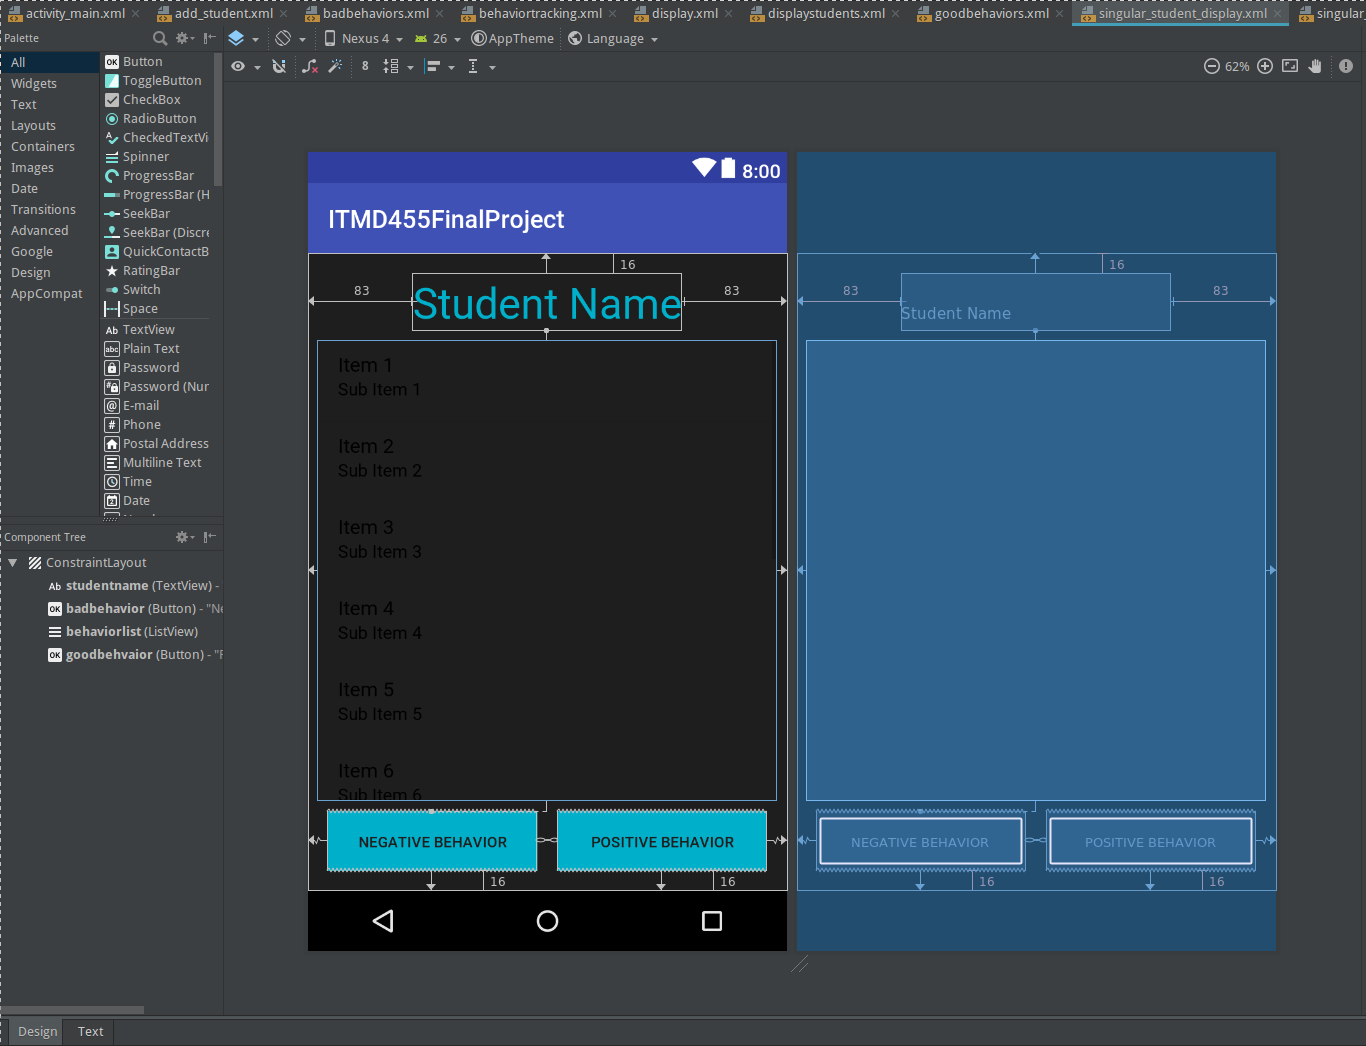 activity_main.xml add_student.xml badbehaviors.xml behaviortracking.xml display.xml displaystudents.xml goodbehaviors.xml singular_student_display.xml singular_
Palette
Nexus 4 26 AppTheme Language
8 62%
All
Widgets
Text
Layouts
Containers
Images
Date
Transitions
Advanced
Google
Design
AppCompat
OK Button
ToggleButton
CheckBox
RadioButton
CheckedTextVi
Spinner
ProgressBar
ProgressBar (H
SeekBar
SeekBar (Discre
QuickContactB
RatingBar
Switch
Space
Ab TextView
abc Plain Text
Password
Password (Nur
@ E-mail
# Phone
Postal Address
Multiline Text
Time
Date
Component Tree
ConstraintLayout
Ab studentname (TextView) -
OK badbehavior (Button) - "Ne
behaviorlist (ListView)
OK goodbehvaior (Button) - "P
8:00
ITMD455FinalProject
16
83 83
Student Name
Item 1
Sub Item 1
Item 2
Sub Item 2
Item 3
Sub Item 3
Item 4
Sub Item 4
Item 5
Sub Item 5
Item 6
Sub Item 6
NEGATIVE BEHAVIOR POSITIVE BEHAVIOR
16 16
16
83 83
Student Name
NEGATIVE BEHAVIOR POSITIVE BEHAVIOR
16 16
Design Text